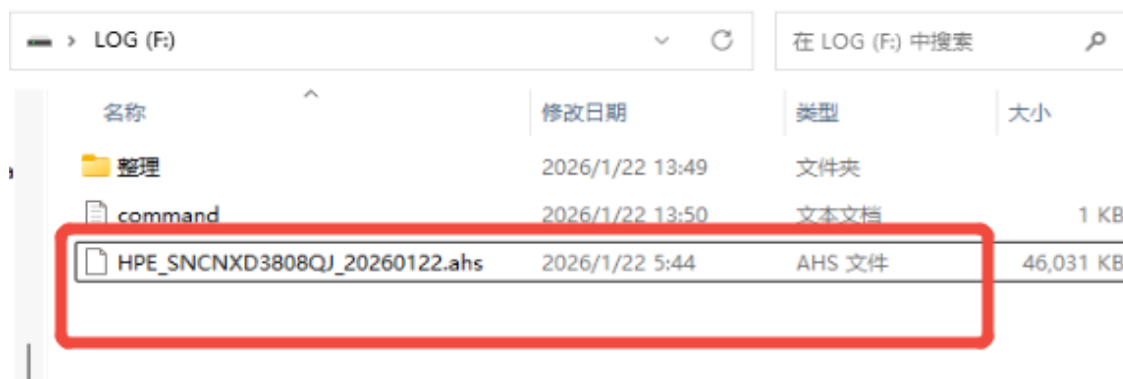 LOG (F:)
在 LOG (F:) 中搜索
名称 修改日期 类型 大小
整理 2026/1/22 13:49 文件夹
command 2026/1/22 13:50 文本文档 1 KB
HPE_SNCNXD3808QJ_20260122.ahs 2026/1/22 5:44 AHS 文件 46,031 KB